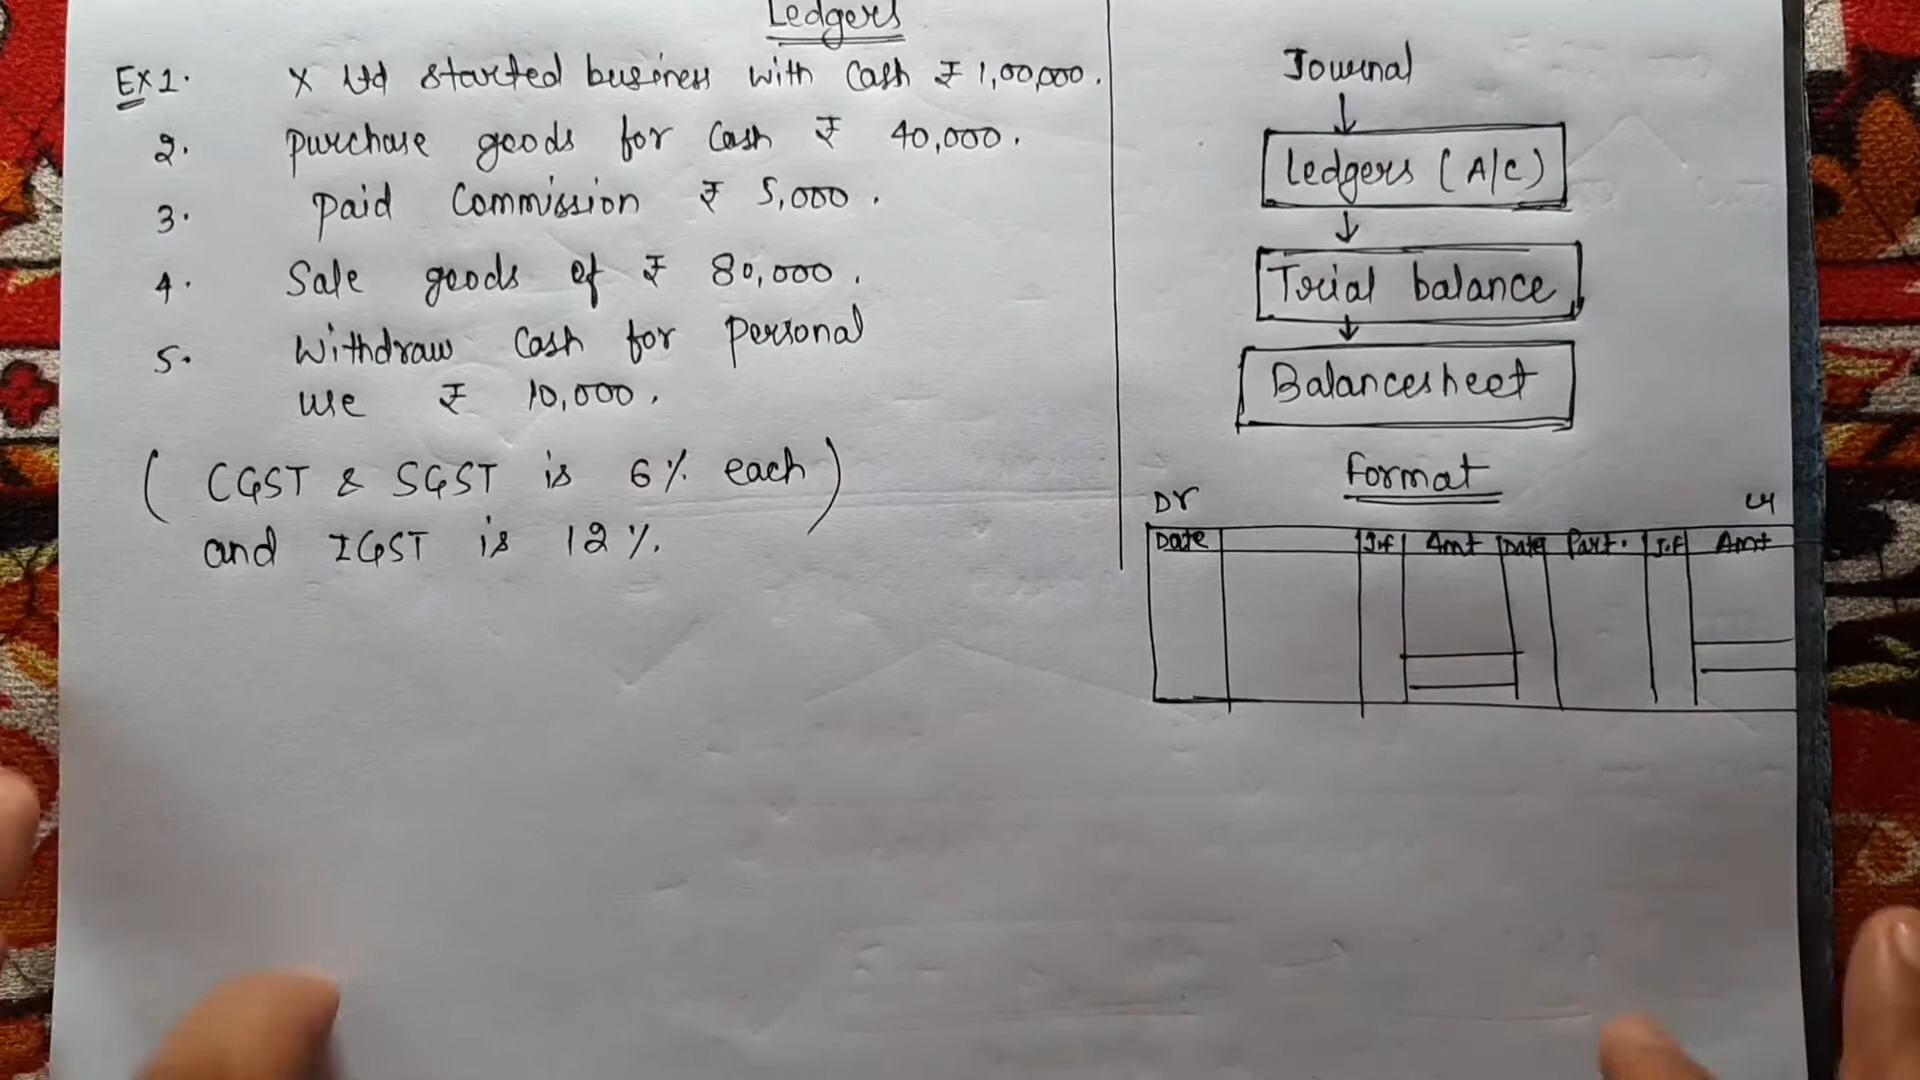 Ledgers
Ex 1. X Ltd started business with cash ₹ 1,00,000.
2. purchase goods for cash ₹ 40,000.
3. paid commission ₹ 5,000.
4. Sale goods of ₹ 80,000.
5. Withdraw cash for personal
use ₹ 10,000.
( CGST & SGST is 6% each )
and IGST is 12%.
Journal
Ledgers (A/C)
Trial balance
Balancesheet
Format
Dr Cr
Date J.f Amt Date Part. J.F Amt